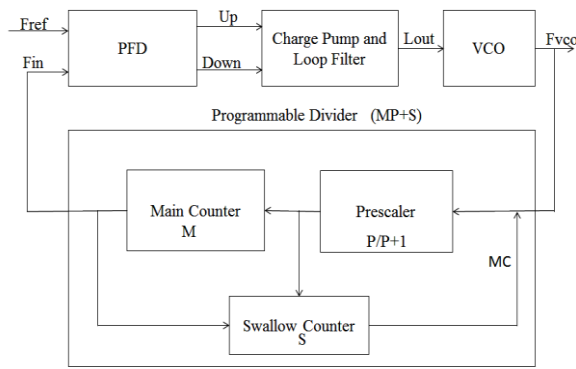 Fref
Fin
PFD
Up
Down
Charge Pump and
Loop Filter
Lout
VCO
Fvco
Programmable Divider (MP+S)
Main Counter
M
Prescaler
P/P+1
MC
Swallow Counter
S